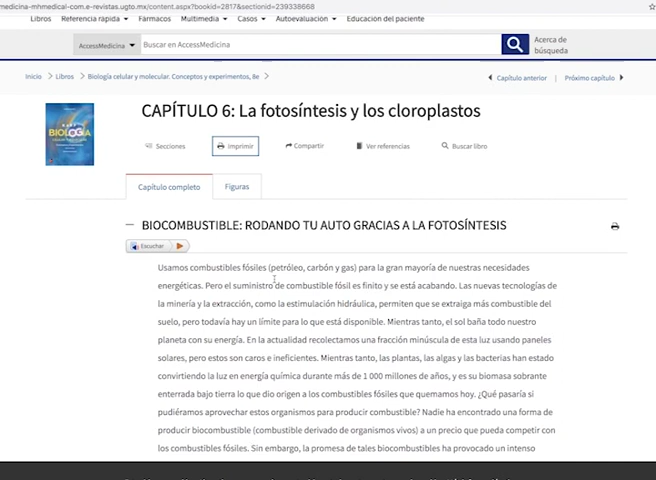 medicina-mhmedical-com.e-revistas.ugto.mx/content.aspx?bookid=2817&sectionid=239338668
Libros Referencia rápida Fármacos Multimedia Casos Autoevaluación Educación del paciente
AccessMedicina Buscar en AccessMedicina Acerca de búsqueda
Inicio Libros Biología celular y molecular. Conceptos y experimentos, 8e Capítulo anterior | Próximo capítulo
BIOLOGÍA
CAPÍTULO 6: La fotosíntesis y los cloroplastos
Secciones Imprimir Compartir Ver referencias Buscar libro
Capítulo completo Figuras
BIOCOMBUSTIBLE: RODANDO TU AUTO GRACIAS A LA FOTOSÍNTESIS
Escuchar
Usamos combustibles fósiles (petróleo, carbón y gas) para la gran mayoría de nuestras necesidades
energéticas. Pero el suministro de combustible fósil es finito y se está acabando. Las nuevas tecnologías de
la minería y la extracción, como la estimulación hidráulica, permiten que se extraiga más combustible del
suelo, pero todavía hay un límite para lo que está disponible. Mientras tanto, el sol baña todo nuestro
planeta con su energía. En la actualidad recolectamos una fracción minúscula de esta luz usando paneles
solares, pero estos son caros e ineficientes. Mientras tanto, las plantas, las algas y las bacterias han estado
convirtiendo la luz en energía química durante más de 1 000 millones de años, y es su biomasa sobrante
enterrada bajo tierra lo que dio origen a los combustibles fósiles que quemamos hoy. ¿Qué pasaría si
pudiéramos aprovechar estos organismos para producir combustible? Nadie ha encontrado una forma de
producir biocombustible (combustible derivado de organismos vivos) a un precio que pueda competir con
los combustibles fósiles. Sin embargo, la promesa de tales biocombustibles ha provocado un intenso